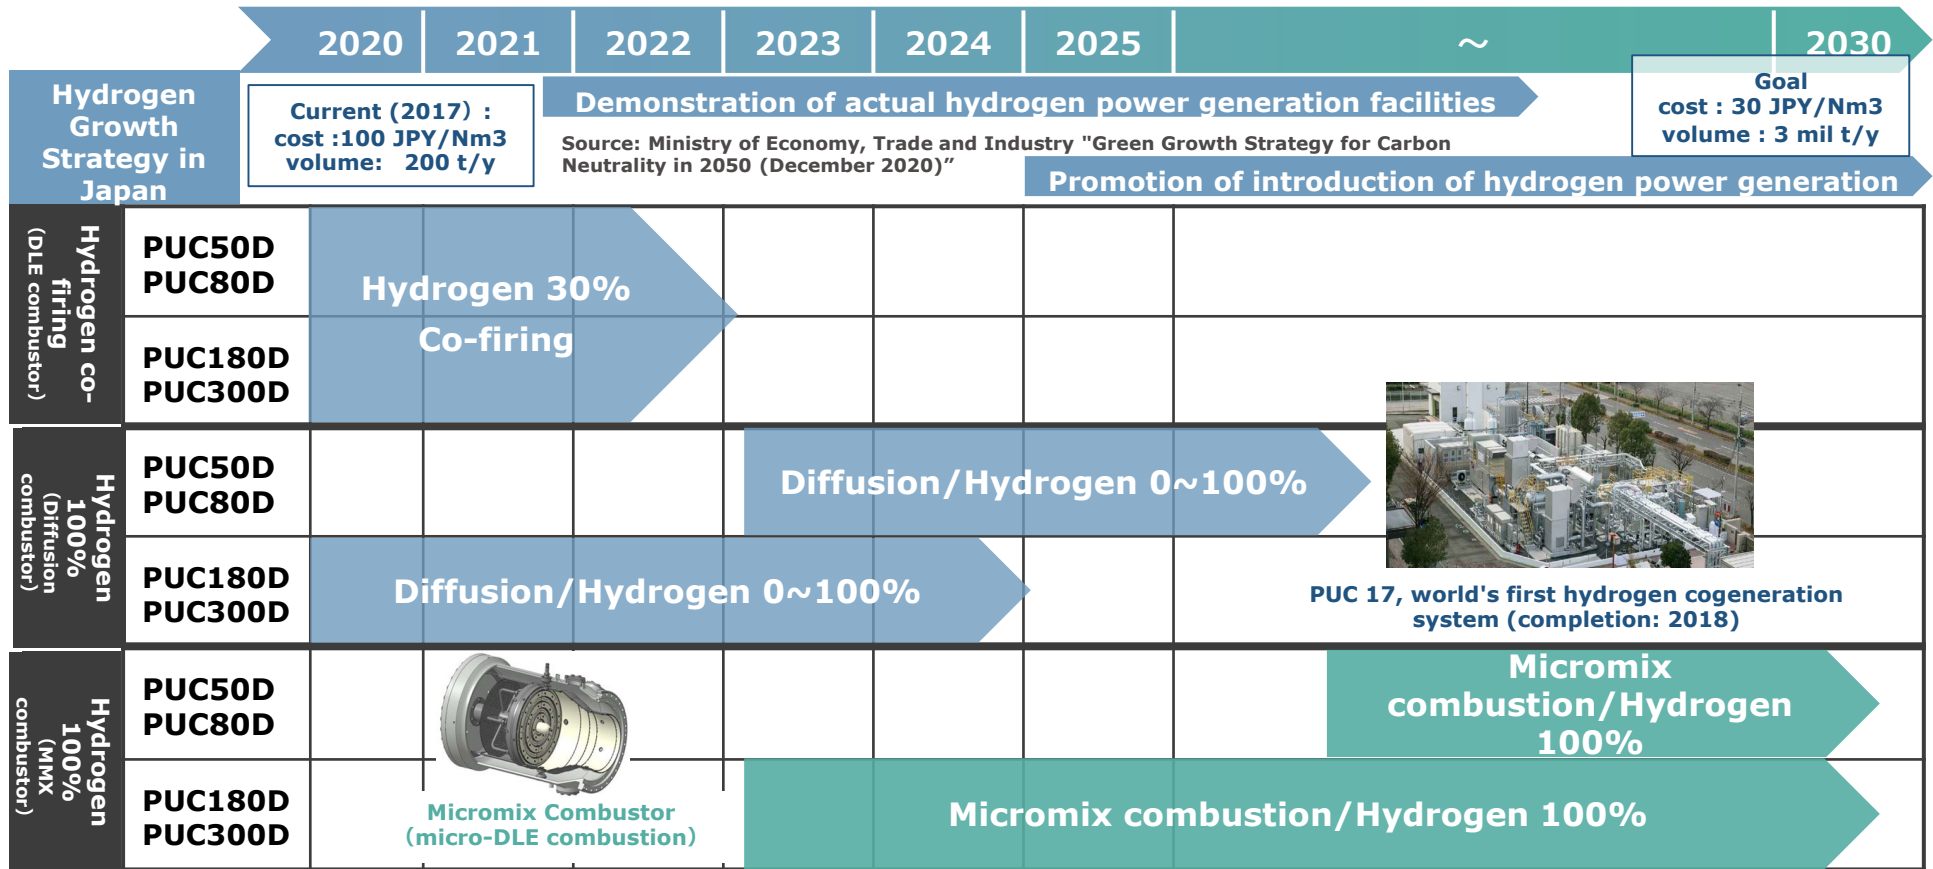 2020
2021
2022
2023
2024
2025
～
2030
Hydrogen
Growth
Strategy in
Japan
Current (2017）:
cost :100 JPY/Nm3
volume: 200 t/y
Demonstration of actual hydrogen power generation facilities
Source: Ministry of Economy, Trade and Industry "Green Growth Strategy for Carbon
Neutrality in 2050 (December 2020)”
Goal
cost : 30 JPY/Nm3
volume : 3 mil t/y
Promotion of introduction of hydrogen power generation
Hydrogen co-
firing
（DLE combustor）
PUC50D
PUC80D
PUC180D
PUC300D
Hydrogen 30%
Co-firing
Hydrogen
100%
（Diffusion
combustor）
PUC50D
PUC80D
Diffusion/Hydrogen 0~100%
PUC180D
PUC300D
Diffusion/Hydrogen 0~100%
PUC 17, world's first hydrogen cogeneration
system (completion: 2018)
Hydrogen
100%
（MMX
combustor）
PUC50D
PUC80D
Micromix
combustion/Hydrogen
100%
PUC180D
PUC300D
Micromix Combustor
（micro-DLE combustion）
Micromix combustion/Hydrogen 100%